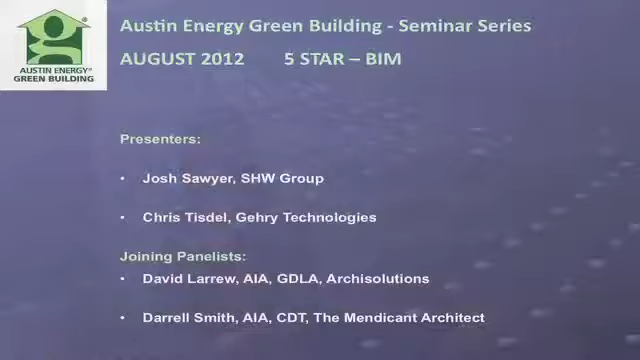 Austin Energy Green Building - Seminar Series
AUGUST 2012 5 STAR – BIM
AUSTIN ENERGY®
GREEN BUILDING
Presenters:
• Josh Sawyer, SHW Group
• Chris Tisdel, Gehry Technologies
Joining Panelists:
• David Larrew, AIA, GDLA, Archisolutions
• Darrell Smith, AIA, CDT, The Mendicant Architect